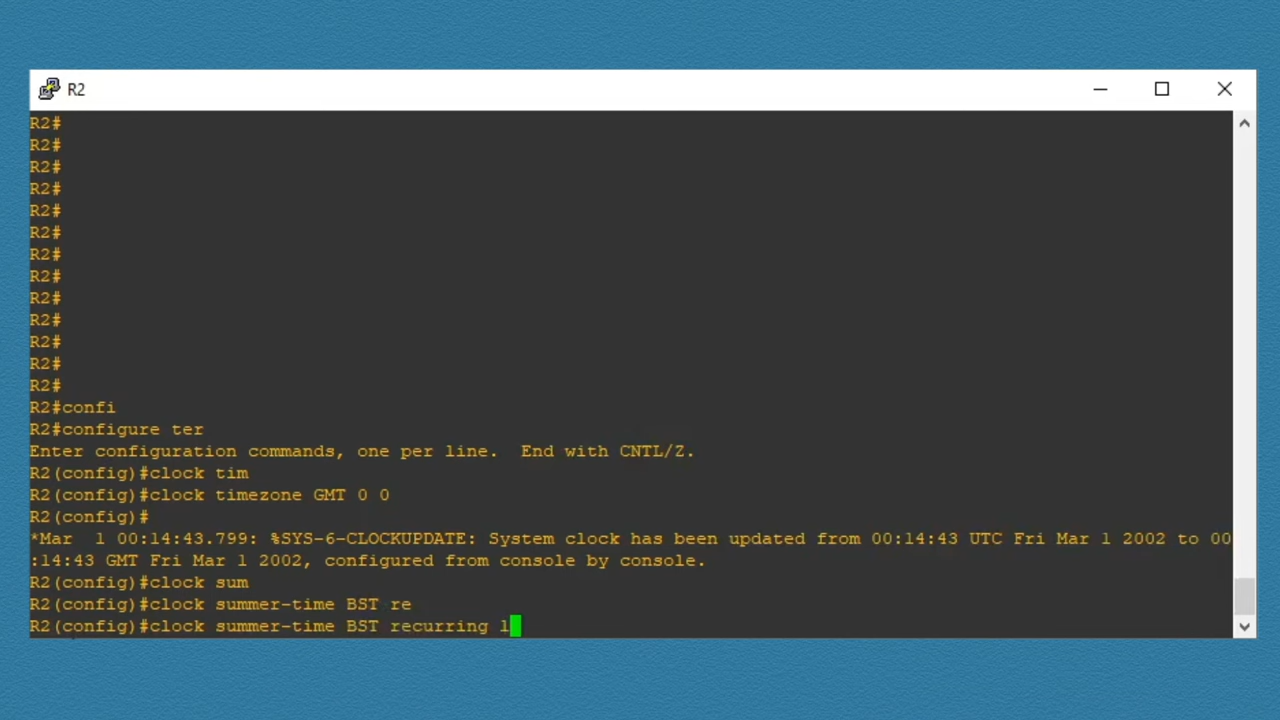 R2
R2#
R2#
R2#
R2#
R2#
R2#
R2#
R2#
R2#
R2#
R2#
R2#
R2#
R2#confi
R2#configure ter
Enter configuration commands, one per line.  End with CNTL/Z.
R2(config)#clock tim
R2(config)#clock timezone GMT 0 0
R2(config)#
*Mar  1 00:14:43.799: %SYS-6-CLOCKUPDATE: System clock has been updated from 00:14:43 UTC Fri Mar 1 2002 to 00
:14:43 GMT Fri Mar 1 2002, configured from console by console.
R2(config)#clock sum
R2(config)#clock summer-time BST re
R2(config)#clock summer-time BST recurring l